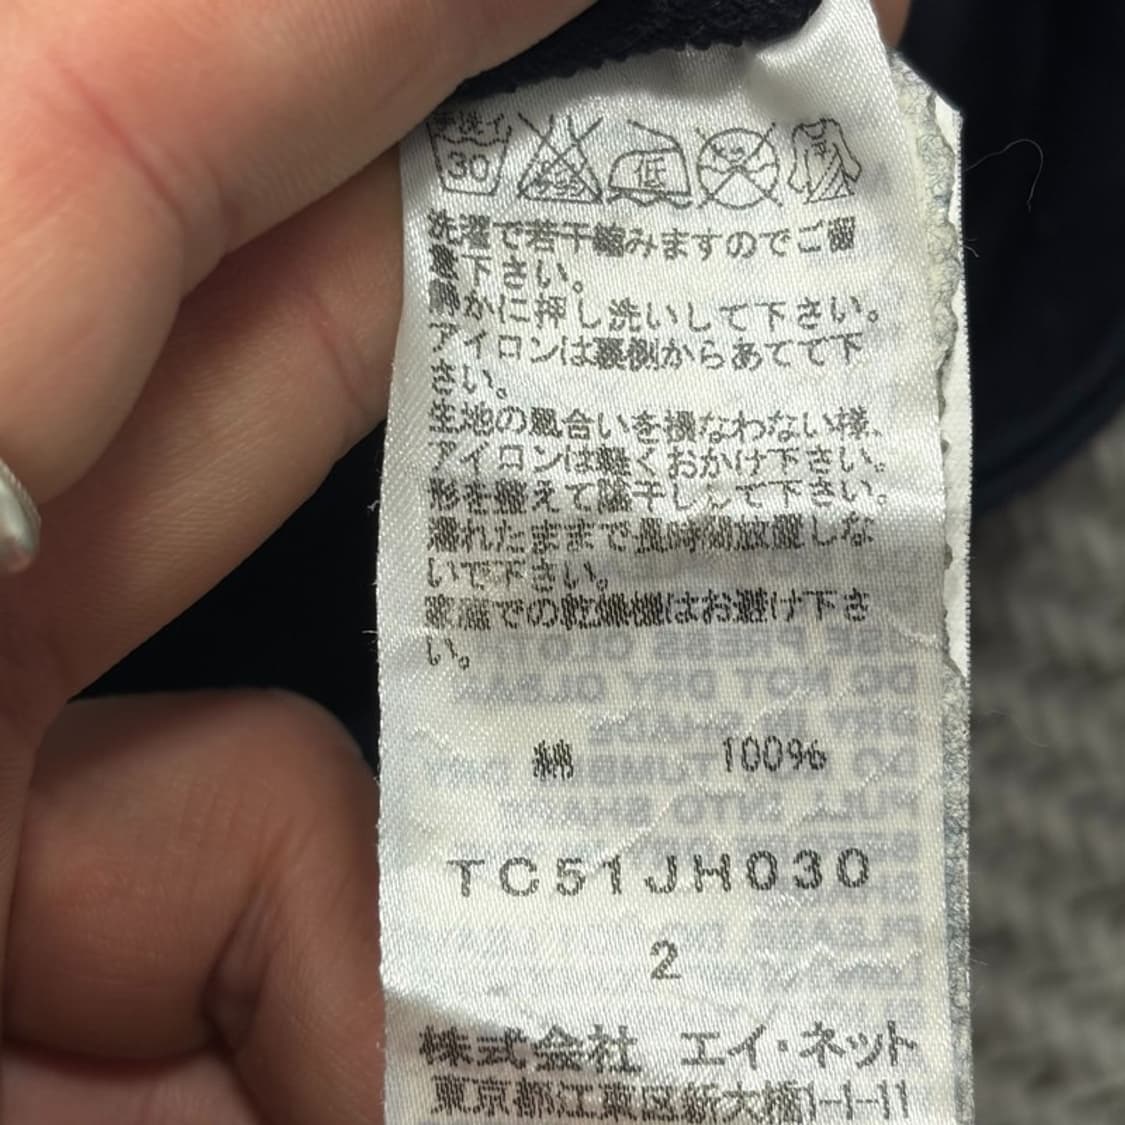 手洗イ
30
低
洗濯で若干縮みますのでご留
意下さい。
静かに押し洗いして下さい。
アイロンは裏側からあてて下
さい。
生地の風合いを損なわない様、
アイロンは軽くおかけ下さい。
形を整えて陰干しして下さい。
濡れたままで長時間放置しな
いで下さい。
家庭での乾燥機はお避け下さ
い。
綿 100%
TC51JH030
2
株式会社 エイ・ネット
東京都江東区新大橋1-1-11